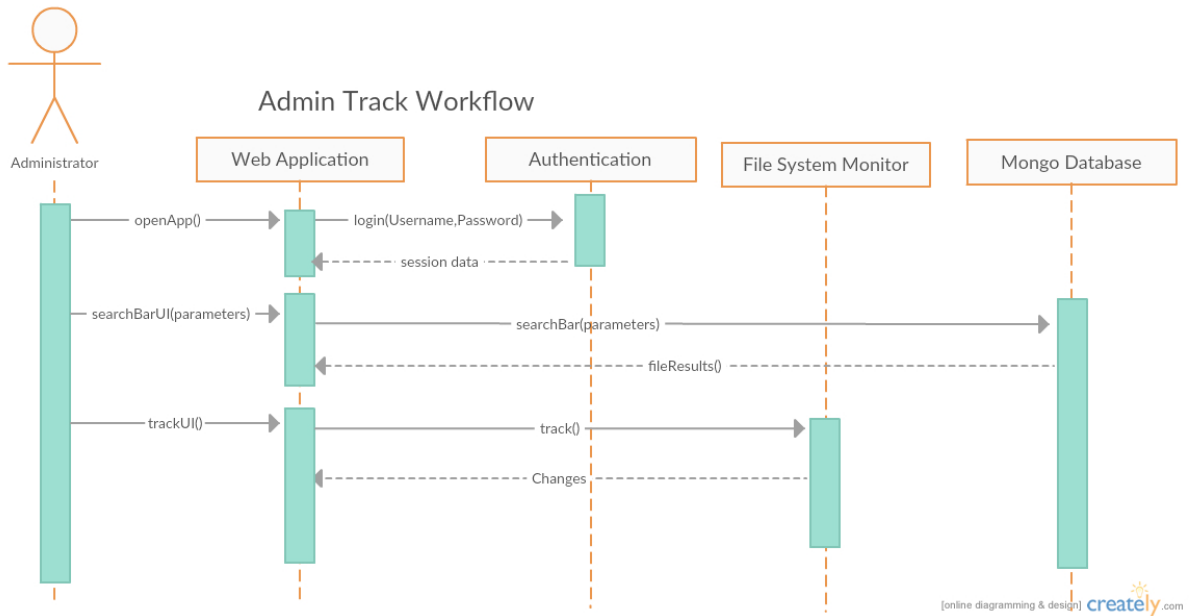 Admin Track Workflow
Administrator
Web Application
Authentication
File System Monitor
Mongo Database
openApp()
login(Username,Password)
session data
searchBarUI(parameters)
searchBar(parameters)
fileResults()
trackUI()
track()
Changes
[online diagramming & design] creately.com